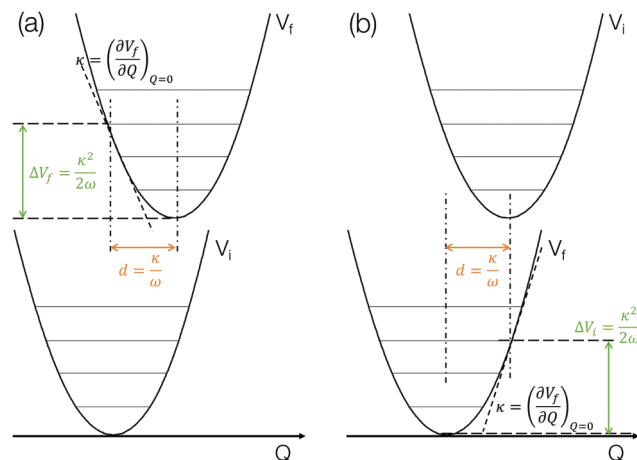 (a)
V_f
κ = (∂V_f/∂Q)_{Q=0}
ΔV_f = κ²/2ω
d = κ/ω
V_i
Q
(b)
V_i
V_f
d = κ/ω
ΔV_i = κ²/2ω
κ = (∂V_f/∂Q)_{Q=0}
Q